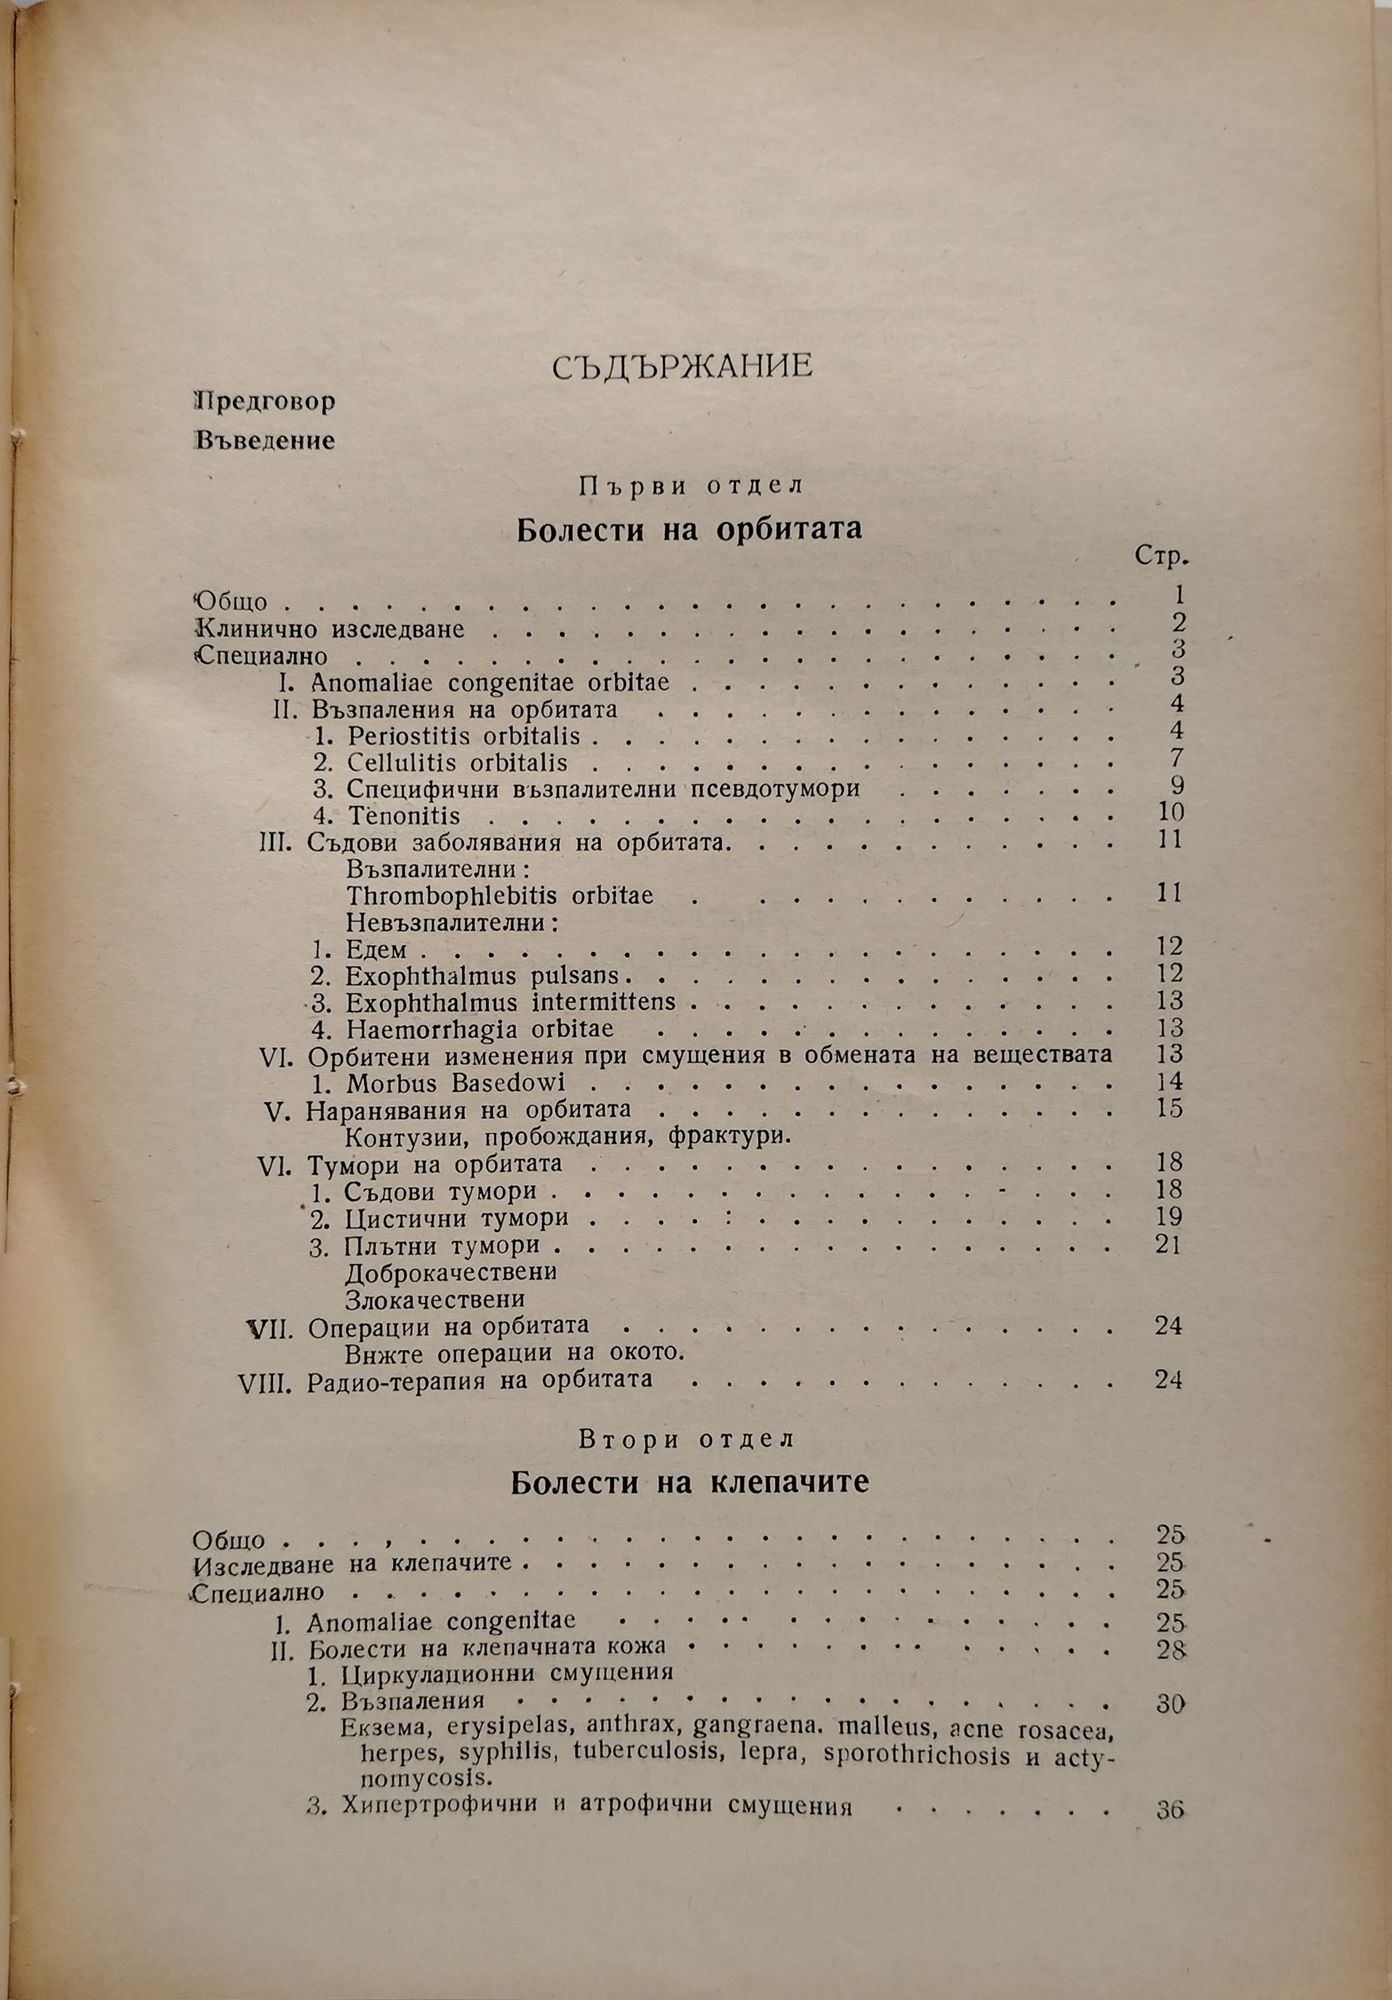 СЪДЪРЖАНИЕ
Предговор
Въведение
Първи отдел
Болести на орбитата
Стр.
Общо . . . . . . . . . . . . . . . . . . . . . . . . . 1
Клинично изследване . . . . . . . . . . . . . . . . . . . 2
Специално . . . . . . . . . . . . . . . . . . . . . . . 3
I. Anomaliae congenitae orbitae . . . . . . . . . . . . . 3
II. Възпаления на орбитата . . . . . . . . . . . . . . 4
1. Periostitis orbitalis . . . . . . . . . . . . . . . . 4
2. Cellulitis orbitalis . . . . . . . . . . . . . . . . 7
3. Специфични възпалителни псевдотумори . . . . . . . 9
4. Tenonitis . . . . . . . . . . . . . . . . . . . 10
III. Съдови заболявания на орбитата. . . . . . . . . . . . 11
Възпалителни :
Thrombophlebitis orbitae . . . . . . . . . . . . 11
Невъзпалителни :
1. Едем . . . . . . . . . . . . . . . . . . . . . 12
2. Exophthalmus pulsans . . . . . . . . . . . . . . . 12
3. Exophthalmus intermittens . . . . . . . . . . . . . 13
4. Haemorrhagia orbitae . . . . . . . . . . . . . . 13
VI. Орбитени изменения при смущения в обмената на веществата 13
1. Morbus Basedowi . . . . . . . . . . . . . . . . 14
V. Наранявания на орбитата . . . . . . . . . . . . . . 15
Контузии, пробождания, фрактури.
VI. Тумори на орбитата . . . . . . . . . . . . . . . . 18
1. Съдови тумори . . . . . . . . . . . . . . . . . 18
2. Цистични тумори . . . . . . . . . . . . . . . . 19
3. Плътни тумори . . . . . . . . . . . . . . . . . 21
Доброкачествени
Злокачествени
VII. Операции на орбитата . . . . . . . . . . . . . . . 24
Внжте операции на окото.
VIII. Радио-терапия на орбитата . . . . . . . . . . . . . 24
Втори отдел
Болести на клепачите
Общо . . . . . . . . . . . . . . . . . . . . . . . . . 25
Изследване на клепачите . . . . . . . . . . . . . . . . . . 25
Специално . . . . . . . . . . . . . . . . . . . . . . . 25
I. Anomaliae congenitae . . . . . . . . . . . . . . . 25
II. Болести на клепачната кожа . . . . . . . . . . . . . 28
1. Циркулационни смущения
2. Възпаления . . . . . . . . . . . . . . . . . . 30
Екзема, erysipelas, anthrax, gangraena. malleus, acne rosacea,
herpes, syphilis, tuberculosis, lepra, sporothrichosis и acty-
nomycosis.
3. Хипертрофични и атрофични смущения . . . . . . . 36